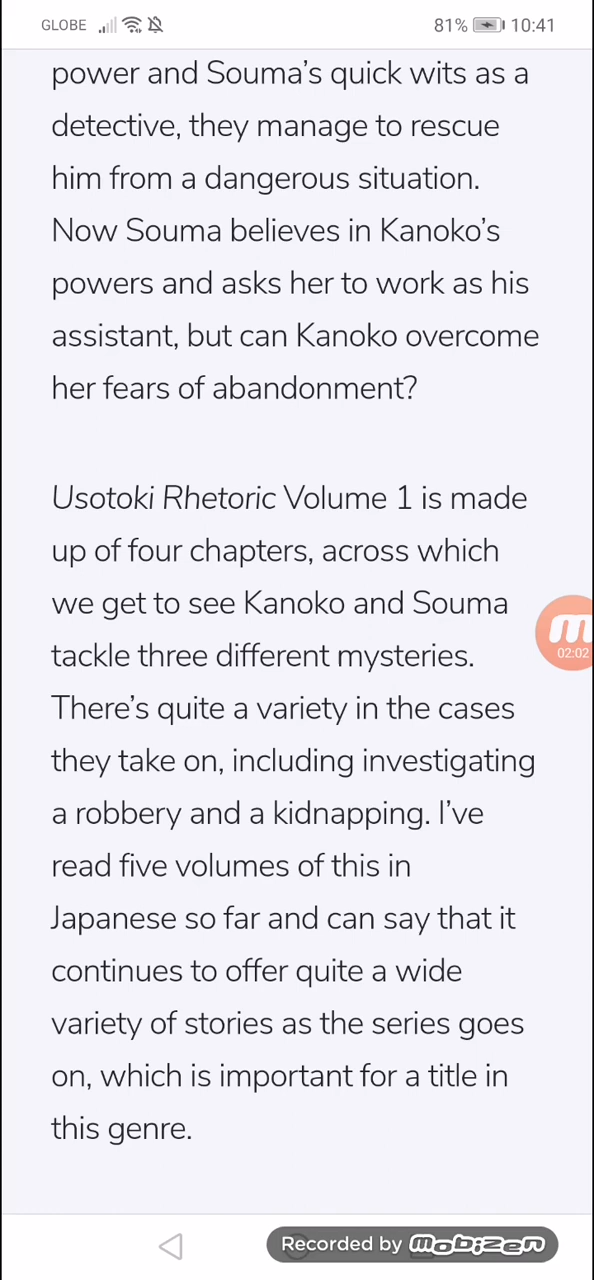 GLOBE 81% 10:41
power and Souma's quick wits as a
detective, they manage to rescue
him from a dangerous situation.
Now Souma believes in Kanoko's
powers and asks her to work as his
assistant, but can Kanoko overcome
her fears of abandonment?
Usotoki Rhetoric Volume 1 is made
up of four chapters, across which
we get to see Kanoko and Souma
tackle three different mysteries.
There's quite a variety in the cases
they take on, including investigating
a robbery and a kidnapping. I've
read five volumes of this in
Japanese so far and can say that it
continues to offer quite a wide
variety of stories as the series goes
on, which is important for a title in
this genre.
m
02:02
Recorded by mobizen